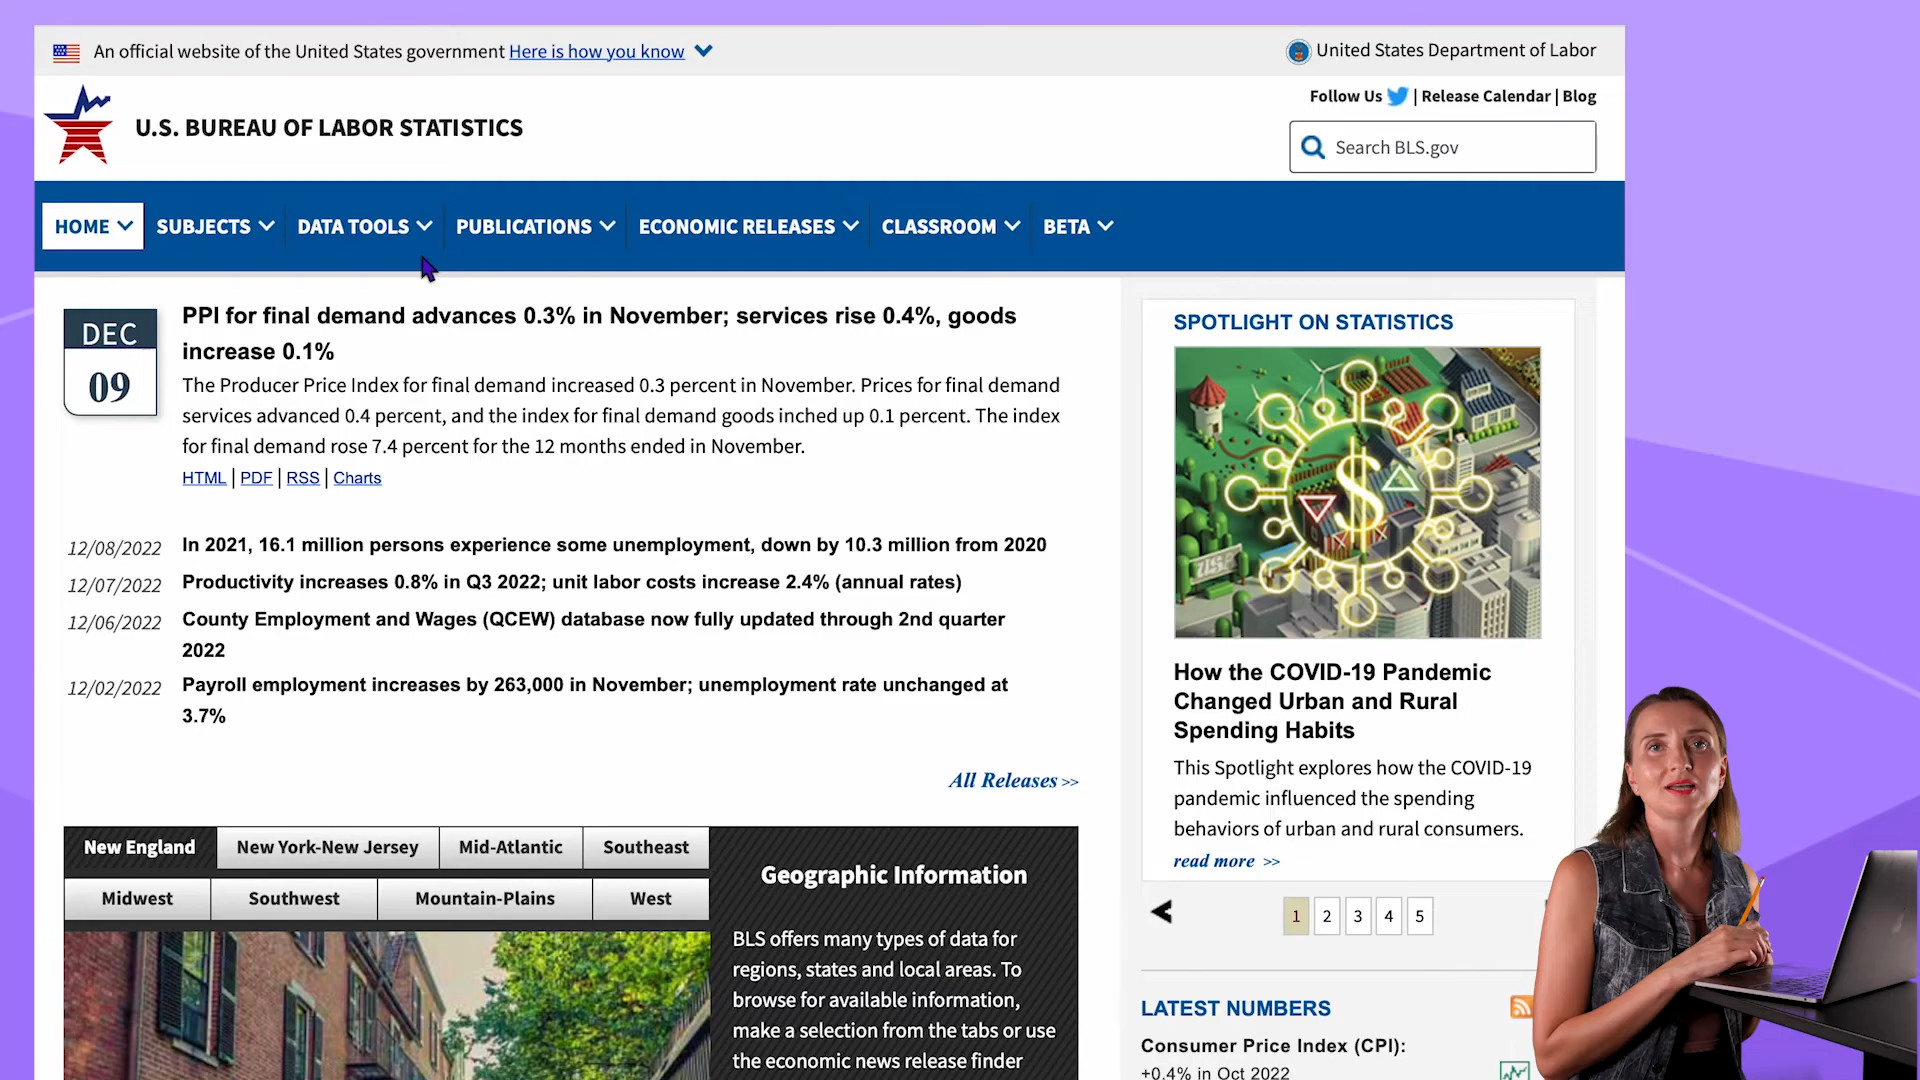 An official website of the United States government Here is how you know
United States Department of Labor
Follow Us | Release Calendar | Blog
U.S. BUREAU OF LABOR STATISTICS
Search BLS.gov
HOME SUBJECTS DATA TOOLS PUBLICATIONS ECONOMIC RELEASES CLASSROOM BETA
DEC
09
PPI for final demand advances 0.3% in November; services rise 0.4%, goods
increase 0.1%
The Producer Price Index for final demand increased 0.3 percent in November. Prices for final demand
services advanced 0.4 percent, and the index for final demand goods inched up 0.1 percent. The index
for final demand rose 7.4 percent for the 12 months ended in November.
HTML | PDF | RSS | Charts
12/08/2022 In 2021, 16.1 million persons experience some unemployment, down by 10.3 million from 2020
12/07/2022 Productivity increases 0.8% in Q3 2022; unit labor costs increase 2.4% (annual rates)
12/06/2022 County Employment and Wages (QCEW) database now fully updated through 2nd quarter
2022
12/02/2022 Payroll employment increases by 263,000 in November; unemployment rate unchanged at
3.7%
All Releases >>
New England New York-New Jersey Mid-Atlantic Southeast
Midwest Southwest Mountain-Plains West
Geographic Information
BLS offers many types of data for
regions, states and local areas. To
browse for available information,
make a selection from the tabs or use
the economic news release finder
SPOTLIGHT ON STATISTICS
$
How the COVID-19 Pandemic
Changed Urban and Rural
Spending Habits
This Spotlight explores how the COVID-19
pandemic influenced the spending
behaviors of urban and rural consumers.
read more >>
1 2 3 4 5
LATEST NUMBERS
Consumer Price Index (CPI):
+0.4% in Oct 2022